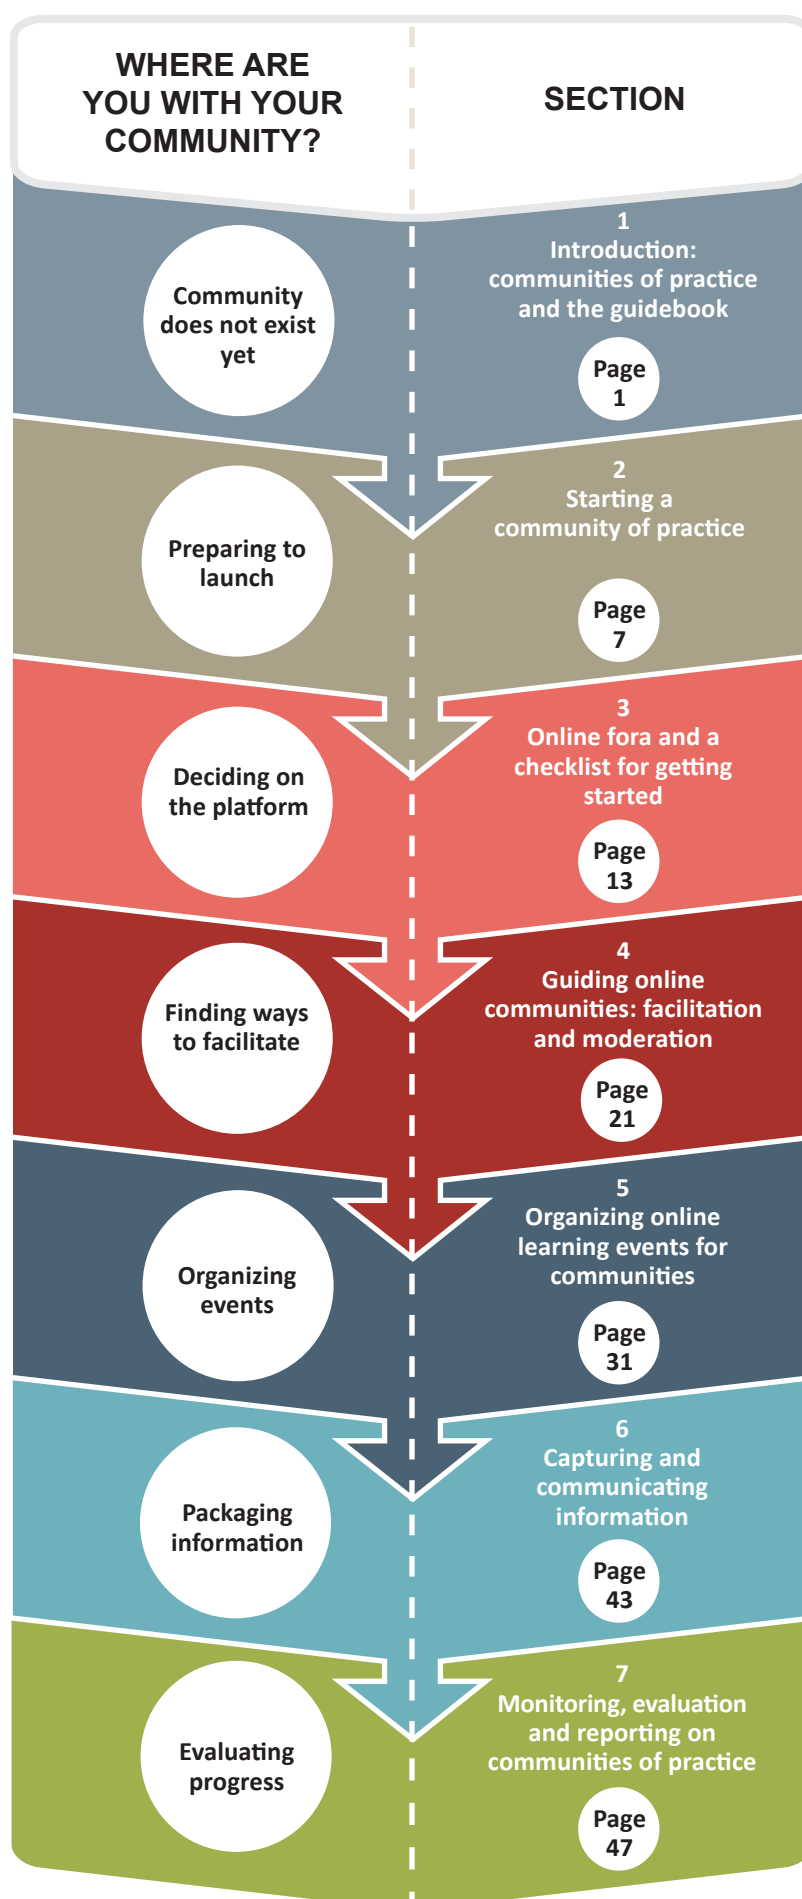 WHERE ARE
YOU WITH YOUR
COMMUNITY?
SECTION
Community
does not exist
yet
1
Introduction:
communities of practice
and the guidebook
Page
1
Preparing to
launch
2
Starting a
community of practice
Page
7
Deciding on
the platform
3
Online fora and a
checklist for getting
started
Page
13
Finding ways
to facilitate
4
Guiding online
communities: facilitation
and moderation
Page
21
Organizing
events
5
Organizing online
learning events for
communities
Page
31
Packaging
information
6
Capturing and
communicating
information
Page
43
Evaluating
progress
7
Monitoring, evaluation
and reporting on
communities of practice
Page
47